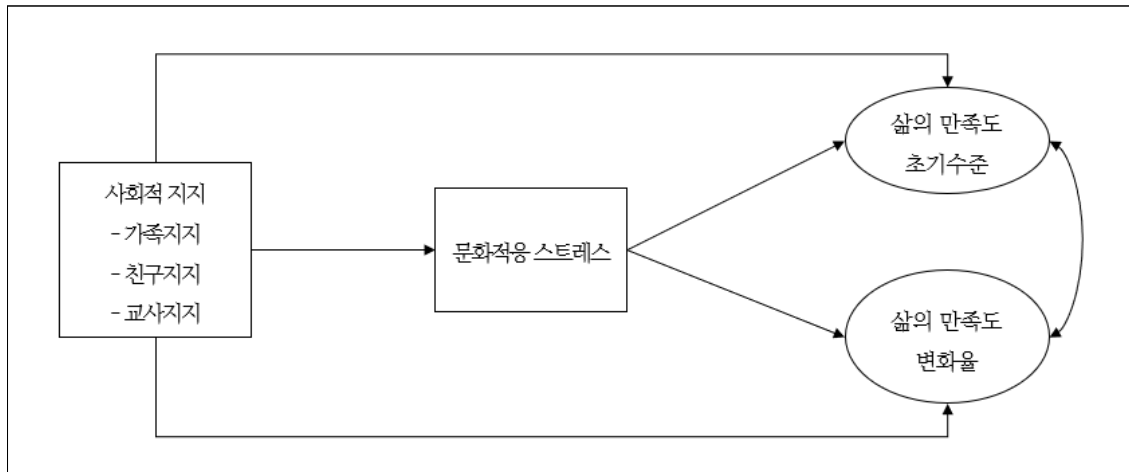 사회적 지지
- 가족지지
- 친구지지
- 교사지지
문화적응 스트레스
삶의 만족도
초기수준
삶의 만족도
변화율